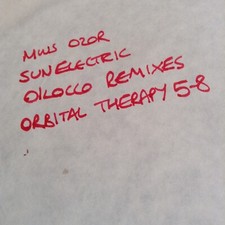 MWS 020R
SUN ELECTRIC
OILOCCO REMIXES
ORBITAL THERAPY 5-8